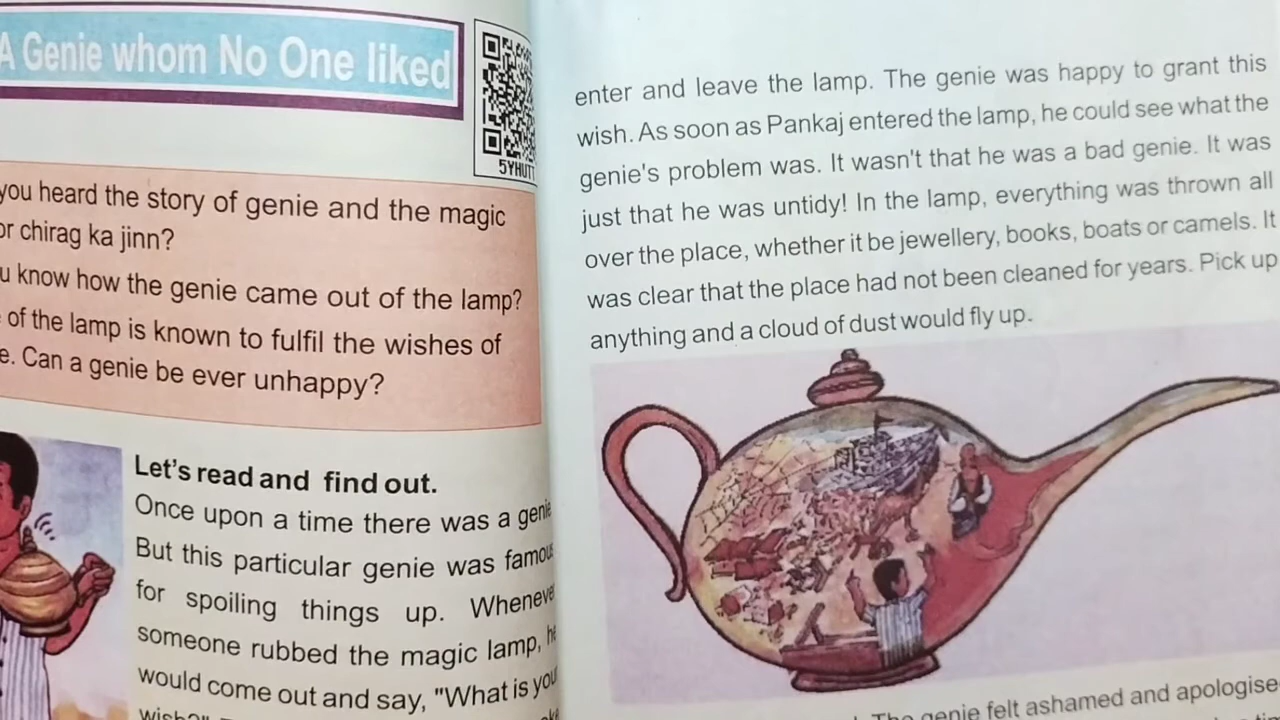 A Genie whom No One liked
5YHUT
you heard the story of genie and the magic
or chirag ka jinn?
know how the genie came out of the lamp?
of the lamp is known to fulfil the wishes of
Can a genie be ever unhappy?
Let's read and find out.
Once upon a time there was a genie
But this particular genie was
for spoiling things up.
someone rubbed the magic lamp,
would come out and say, "What is
enter and leave the lamp. The genie was happy to grant this
wish. As soon as Pankaj entered the lamp, he could see what the
genie's problem was. It wasn't that he was a bad genie. It was
just that he was untidy! In the lamp, everything was thrown all
over the place, whether it be jewellery, books, boats or camels. It
was clear that the place had not been cleaned for years. Pick up
anything and a cloud of dust would fly up.
The genie felt ashamed and